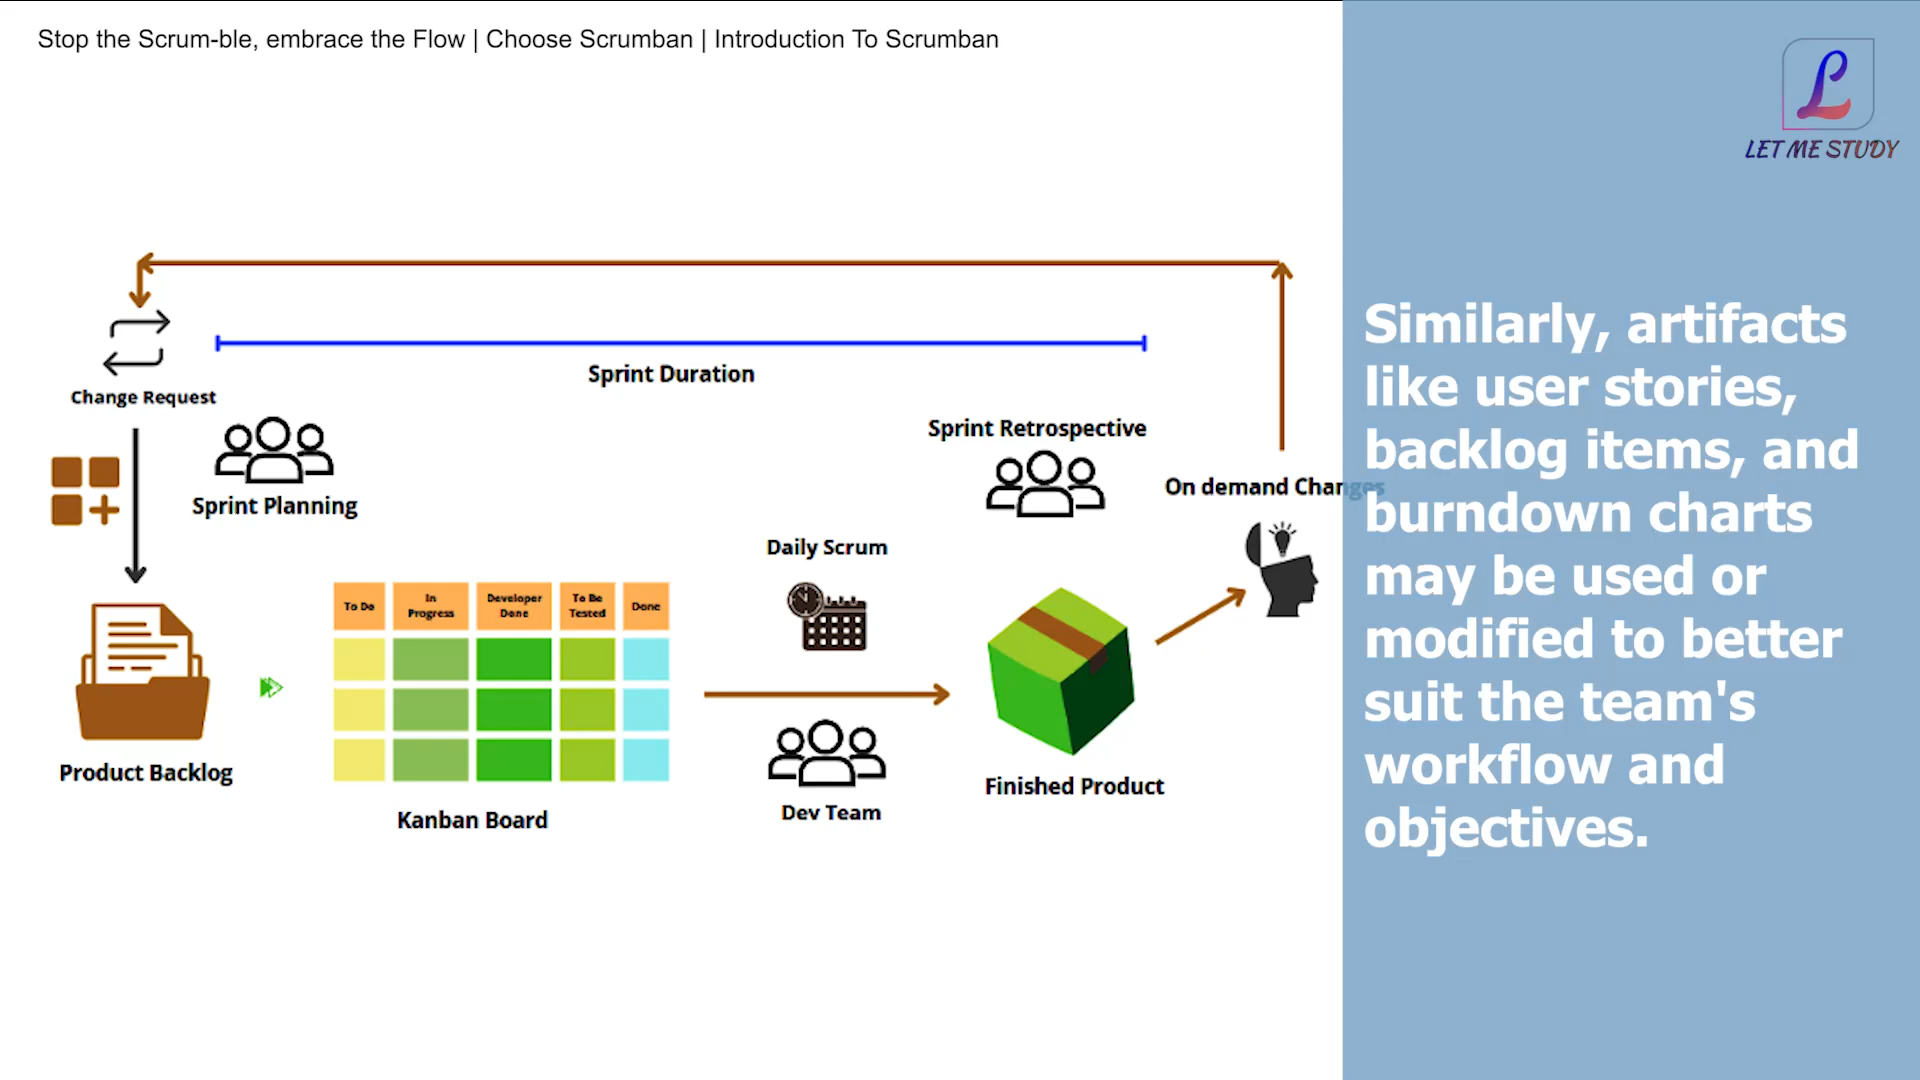 Stop the Scrum-ble, embrace the Flow | Choose Scrumban | Introduction To Scrumban
L
LET ME STUDY
Sprint Duration
Change Request
Sprint Planning
Sprint Retrospective
On demand Changes
Daily Scrum
To Do
In
Progress
Developer
Done
To Be
Tested
Done
Product Backlog
Kanban Board
Dev Team
Finished Product
Similarly, artifacts
like user stories,
backlog items, and
burndown charts
may be used or
modified to better
suit the team's
workflow and
objectives.